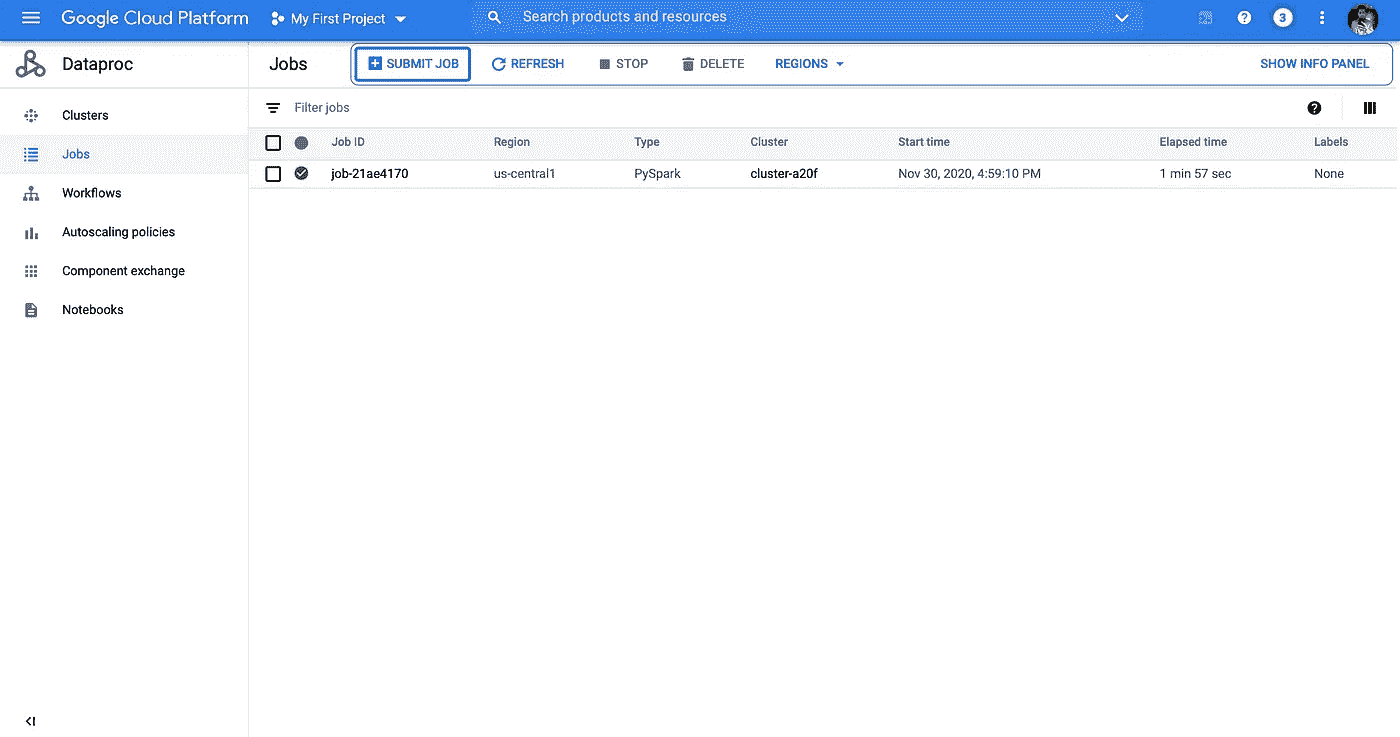 Google Cloud Platform My First Project Search products and resources ? 3
Dataproc Jobs SUBMIT JOB REFRESH STOP DELETE REGIONS SHOW INFO PANEL
Clusters
Jobs
Workflows
Autoscaling policies
Component exchange
Notebooks
Filter jobs ?
Job ID Region Type Cluster Start time Elapsed time Labels
job-21ae4170 us-central1 PySpark cluster-a20f Nov 30, 2020, 4:59:10 PM 1 min 57 sec None